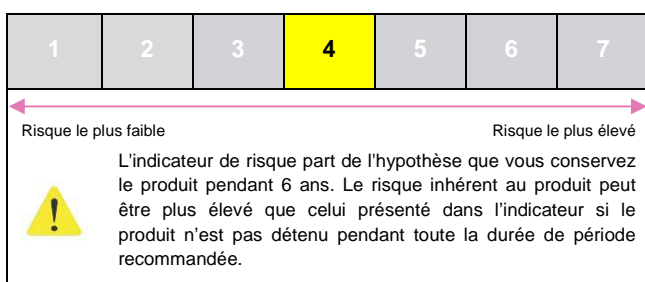 1 2 3 4 5 6 7
Risque le plus faible Risque le plus élevé
L'indicateur de risque part de l'hypothèse que vous conservez
le produit pendant 6 ans. Le risque inhérent au produit peut
être plus élevé que celui présenté dans l’indicateur si le
produit n’est pas détenu pendant toute la durée de période
recommandée.